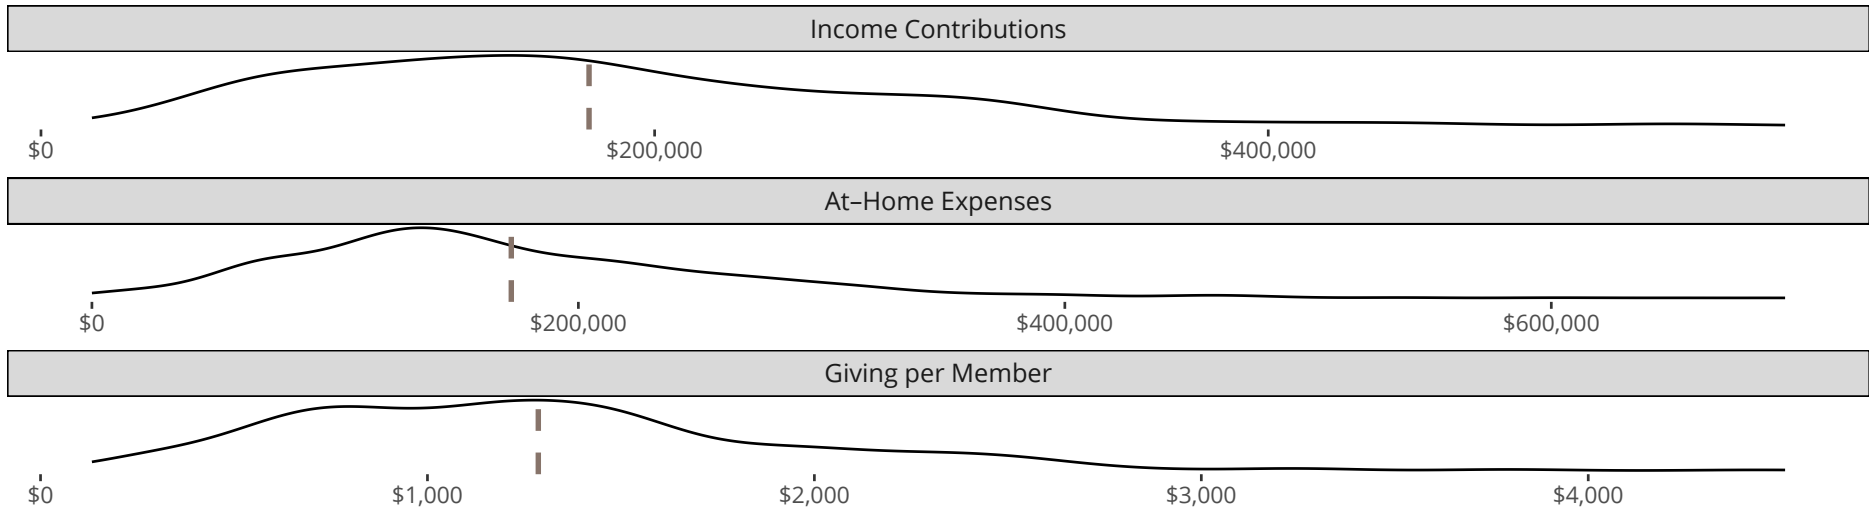 Income Contributions
$0 $200,000 $400,000
At–Home Expenses
$0 $200,000 $400,000 $600,000
Giving per Member
$0 $1,000 $2,000 $3,000 $4,000